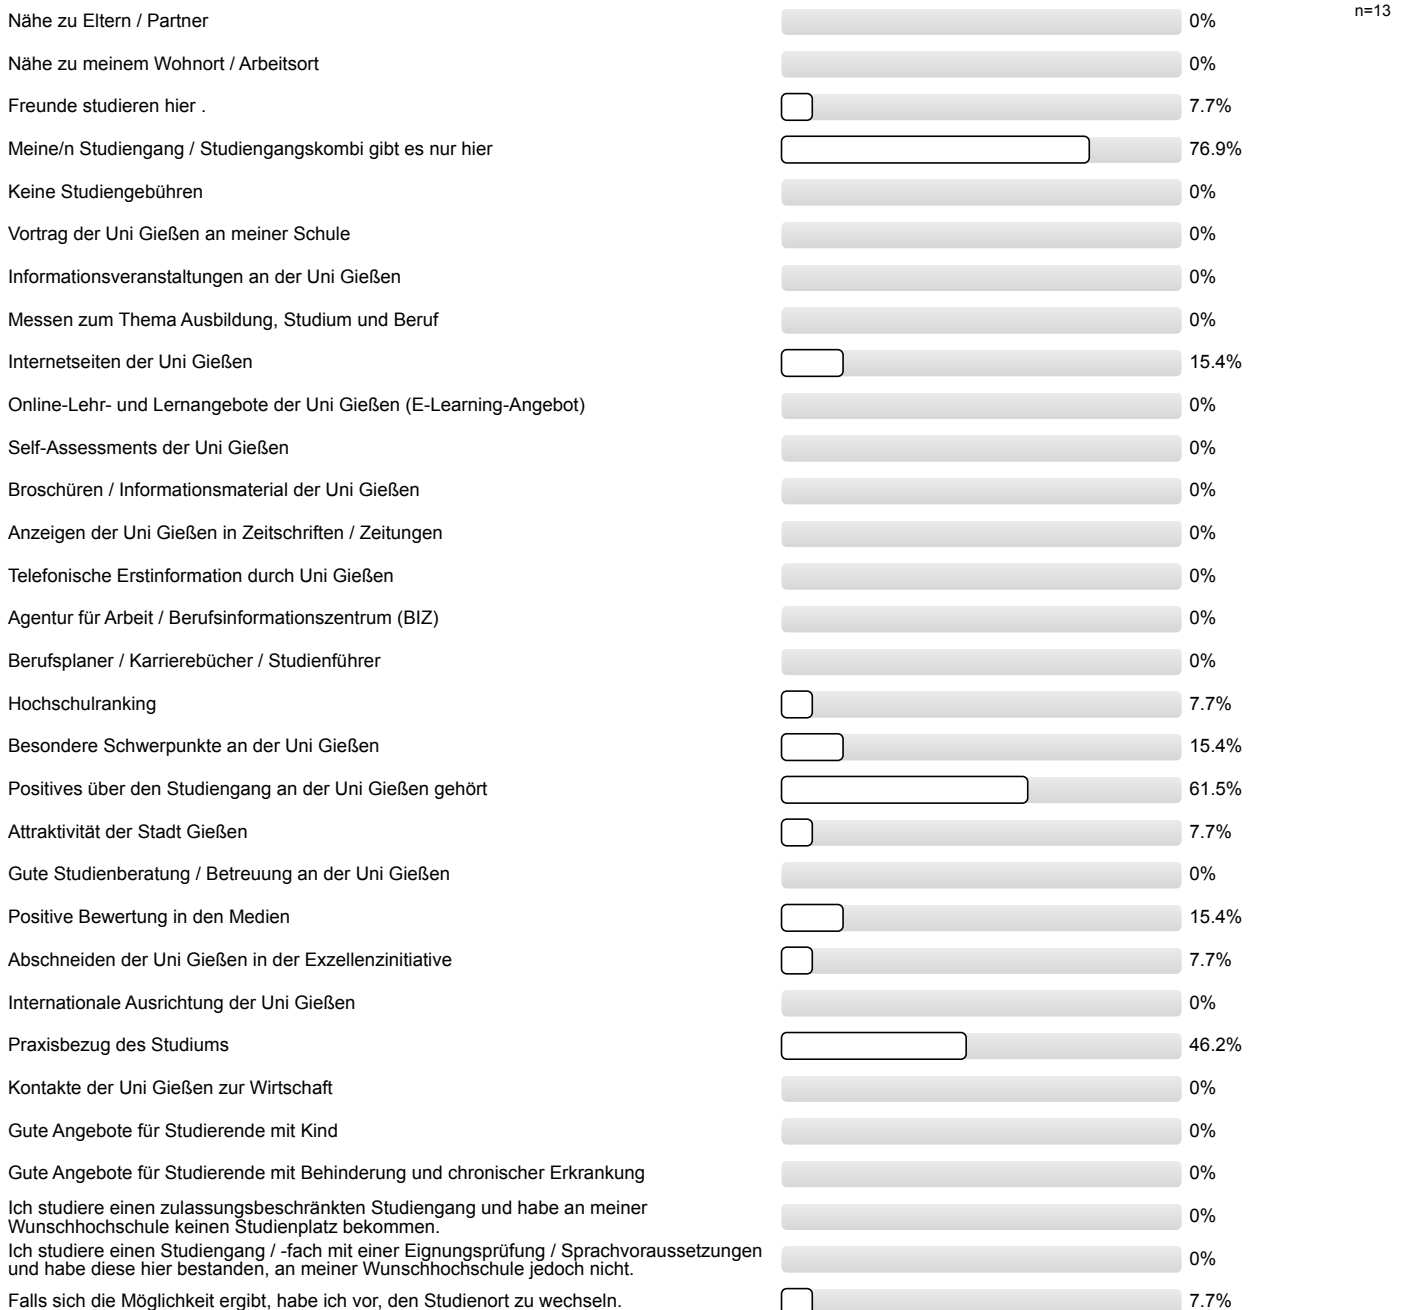 Nähe zu Eltern / Partner 0% n=13
Nähe zu meinem Wohnort / Arbeitsort 0%
Freunde studieren hier . 7.7%
Meine/n Studiengang / Studiengangskombi gibt es nur hier 76.9%
Keine Studiengebühren 0%
Vortrag der Uni Gießen an meiner Schule 0%
Informationsveranstaltungen an der Uni Gießen 0%
Messen zum Thema Ausbildung, Studium und Beruf 0%
Internetseiten der Uni Gießen 15.4%
Online-Lehr- und Lernangebote der Uni Gießen (E-Learning-Angebot) 0%
Self-Assessments der Uni Gießen 0%
Broschüren / Informationsmaterial der Uni Gießen 0%
Anzeigen der Uni Gießen in Zeitschriften / Zeitungen 0%
Telefonische Erstinformation durch Uni Gießen 0%
Agentur für Arbeit / Berufsinformationszentrum (BIZ) 0%
Berufsplaner / Karrierebücher / Studienführer 0%
Hochschulranking 7.7%
Besondere Schwerpunkte an der Uni Gießen 15.4%
Positives über den Studiengang an der Uni Gießen gehört 61.5%
Attraktivität der Stadt Gießen 7.7%
Gute Studienberatung / Betreuung an der Uni Gießen 0%
Positive Bewertung in den Medien 15.4%
Abschneiden der Uni Gießen in der Exzellenzinitiative 7.7%
Internationale Ausrichtung der Uni Gießen 0%
Praxisbezug des Studiums 46.2%
Kontakte der Uni Gießen zur Wirtschaft 0%
Gute Angebote für Studierende mit Kind 0%
Gute Angebote für Studierende mit Behinderung und chronischer Erkrankung 0%
Ich studiere einen zulassungsbeschränkten Studiengang und habe an meiner
Wunschhochschule keinen Studienplatz bekommen. 0%
Ich studiere einen Studiengang / -fach mit einer Eignungsprüfung / Sprachvoraussetzungen
und habe diese hier bestanden, an meiner Wunschhochschule jedoch nicht. 0%
Falls sich die Möglichkeit ergibt, habe ich vor, den Studienort zu wechseln. 7.7%